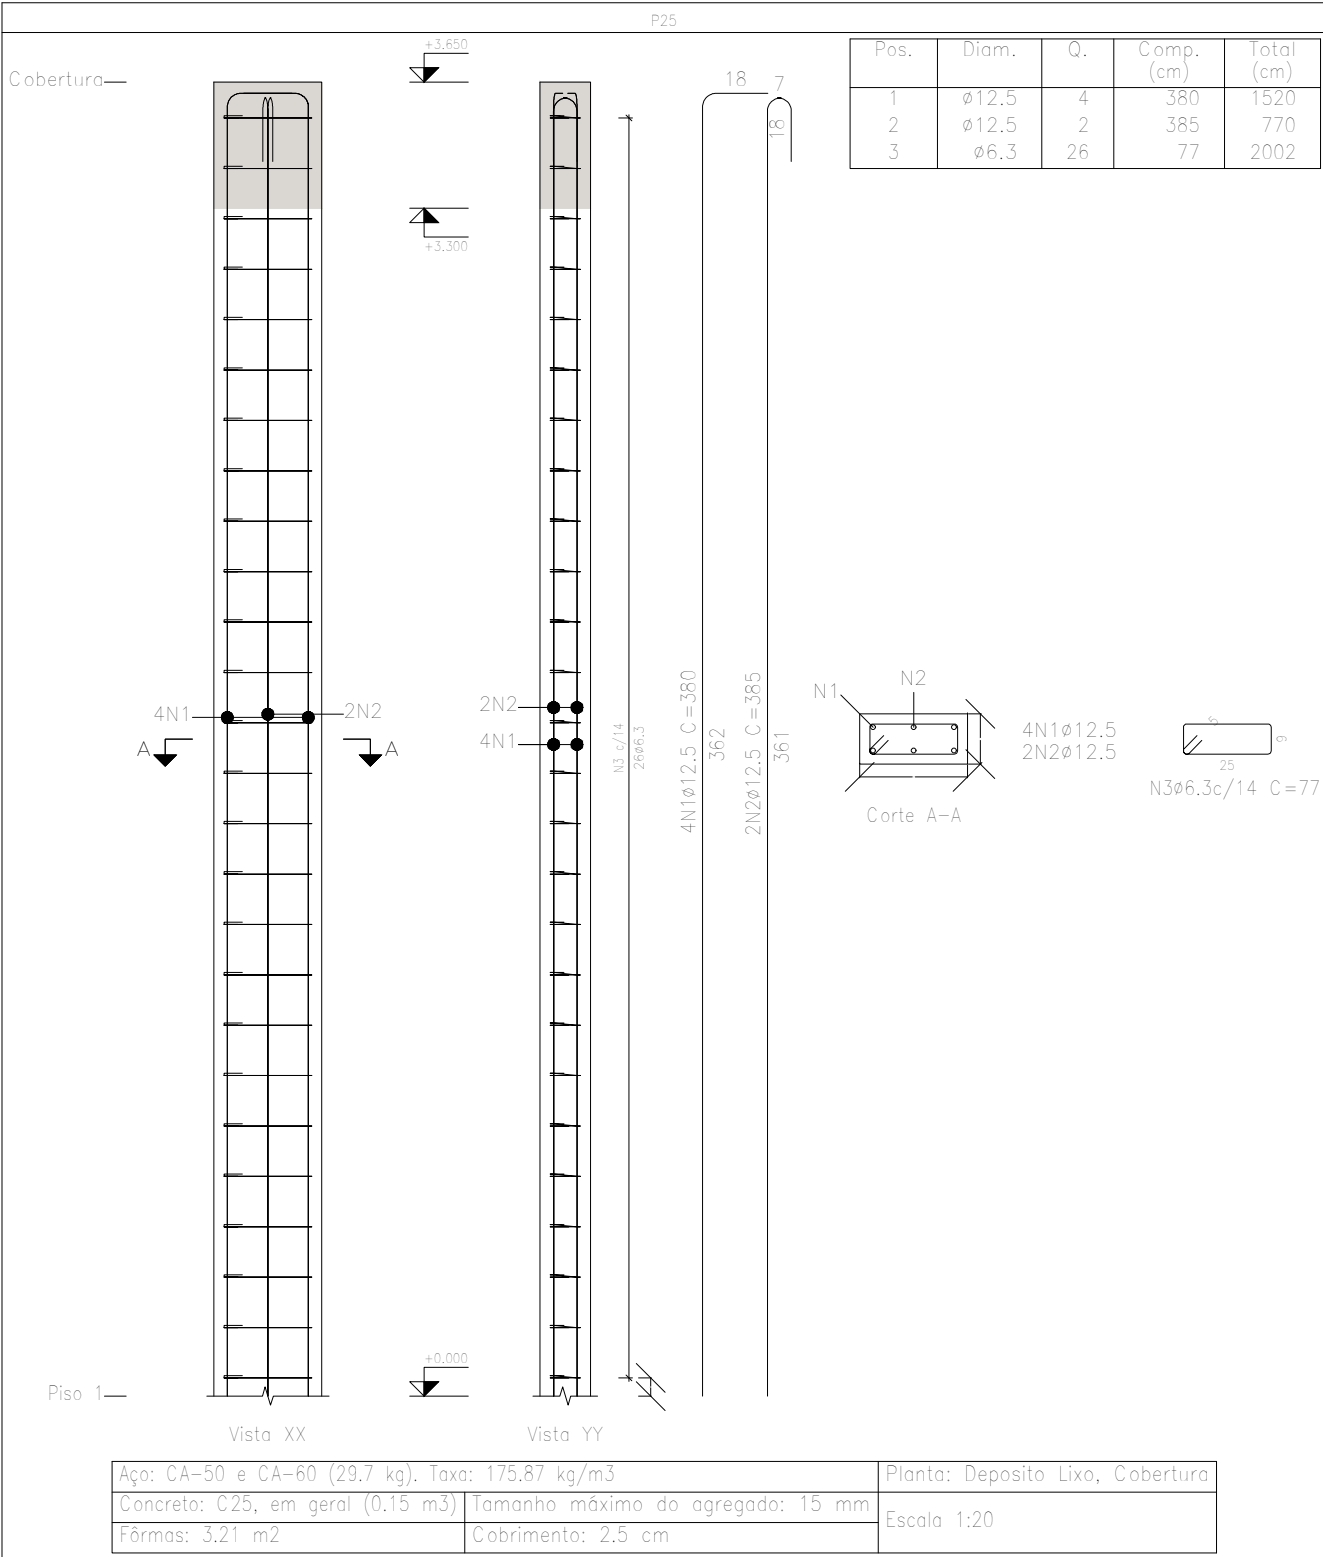 P25
Cobertura
+3.650
+3.300
18
7
18
Pos. Diam. Q. Comp. (cm) Total (cm)
1 ø12.5 4 380 1520
2 ø12.5 2 385 770
3 ø6.3 26 77 2002
4N1
2N2
A
A
2N2
4N1
N3 c/14
26ø6.3
4N1ø12.5 C=380
362
2N2ø12.5 C=385
361
N1
N2
4N1ø12.5
2N2ø12.5
Corte A-A
5
9
25
N3ø6.3c/14 C=77
+0.000
Piso 1
Vista XX
Vista YY
Aço: CA-50 e CA-60 (29.7 kg). Taxa: 175.87 kg/m3
Planta: Deposito Lixo, Cobertura
Concreto: C25, em geral (0.15 m3)
Tamanho máximo do agregado: 15 mm
Escala 1:20
Fôrmas: 3.21 m2
Cobrimento: 2.5 cm